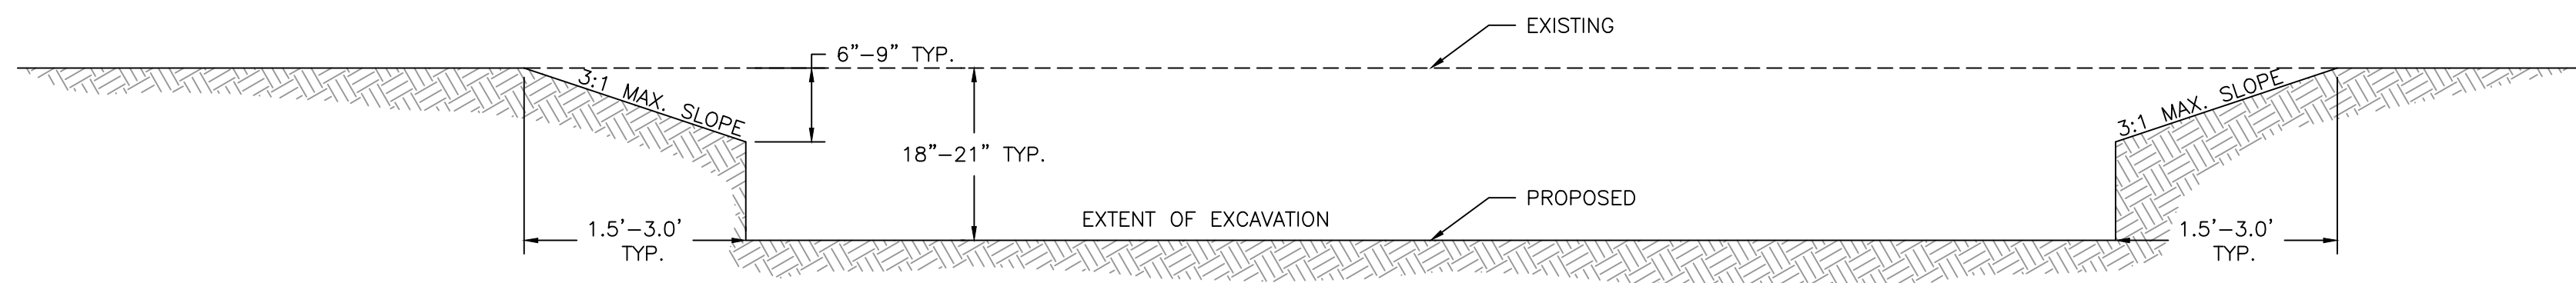 EXISTING
6”–9” TYP.
3:1 MAX. SLOPE
3:1 MAX. SLOPE
18”–21” TYP.
PROPOSED
EXTENT OF EXCAVATION
1.5’–3.0’
TYP.
1.5’–3.0’
TYP.